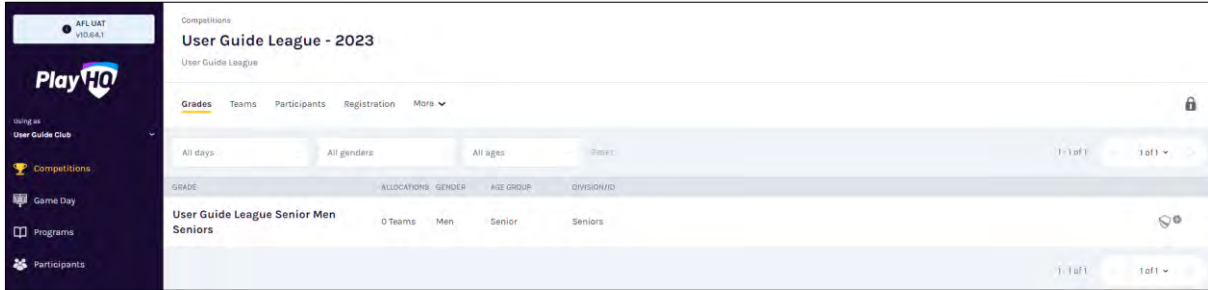 AFL UAT
v10.64.1
PlayHQ
Using as
User Guide Club
Competitions
Game Day
Programs
Participants
Competitions
User Guide League - 2023
User Guide League
Grades Teams Participants Registration More
All days All genders All ages Reset 1-1 of 1 1 of 1
GRADE ALLOCATIONS GENDER AGE GROUP DIVISION/ID
User Guide League Senior Men
Seniors
0 Teams Men Senior Seniors
1-1 of 1 1 of 1